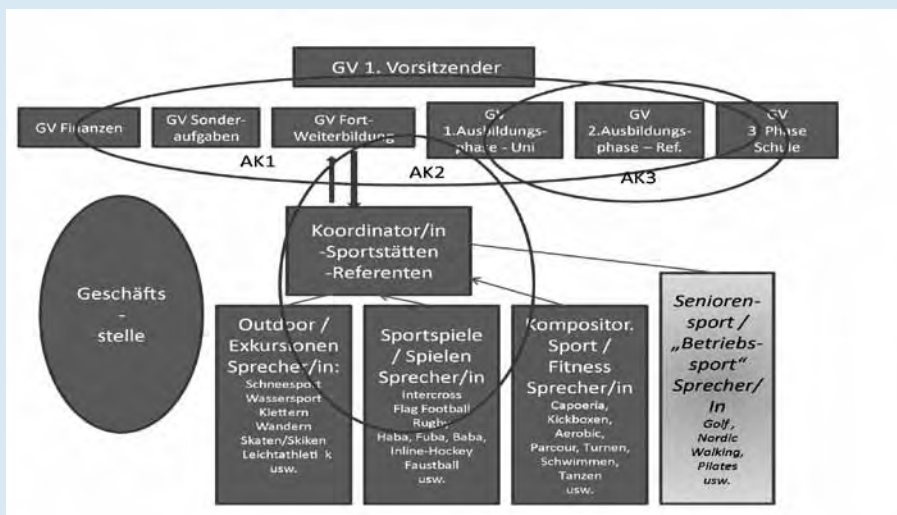 GV 1. Vorsitzender
GV Finanzen
GV Sonder-
aufgaben
GV Fort-
Weiterbildung
GV
1.Ausbildungs-
phase - Uni
GV
2.Ausbildungs-
phase – Ref.
GV
3. Phase
Schule
AK1
AK2
AK3
Koordinator/in
-Sportstätten
-Referenten
Geschäfts
-
stelle
Outdoor /
Exkursionen
Sprecher/in:
Schneesport
Wassersport
Klettern
Wandern
Skaten/Skiken
Leichtathleti k
usw.
Sportspiele
/ Spielen
Sprecher/in
Intercross
Flag Football
Rugby,
Haba, Fuba, Baba,
Inline-Hockey
Faustball
usw.
Kompositor.
Sport /
Fitness
Sprecher/in
Capoeria,
Kickboxen,
Aerobic,
Parcour, Turnen,
Schwimmen,
Tanzen
usw.
Senioren-
sport /
„Betriebs-
sport“
Sprecher/
in
Golf ,
Nordic
Walking,
Pilates
usw.